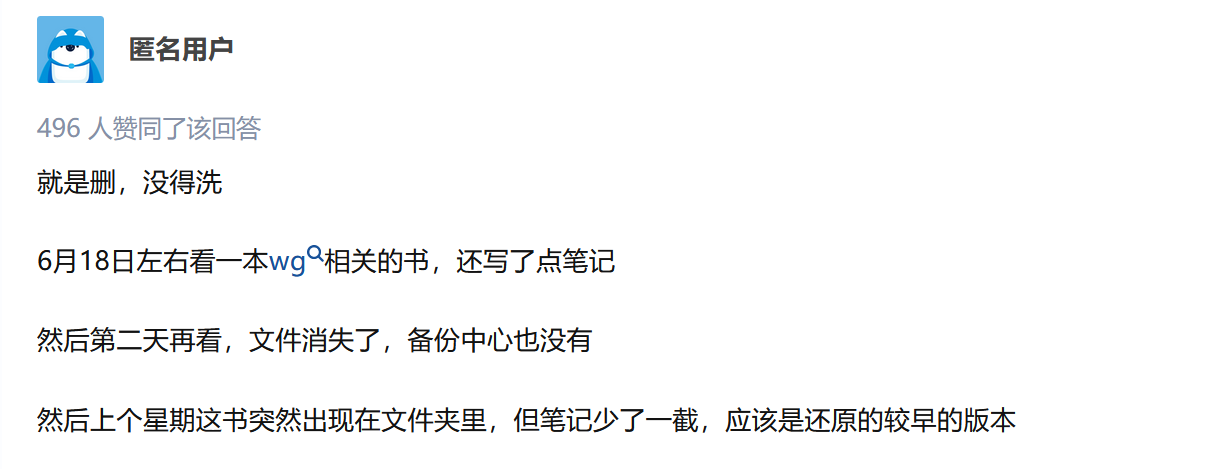 匿名用户
496 人赞同了该回答
就是删，没得洗
6月18日左右看一本wg相关的书，还写了点笔记
然后第二天再看，文件消失了，备份中心也没有
然后上个星期这书突然出现在文件夹里，但笔记少了一截，应该是还原的较早的版本